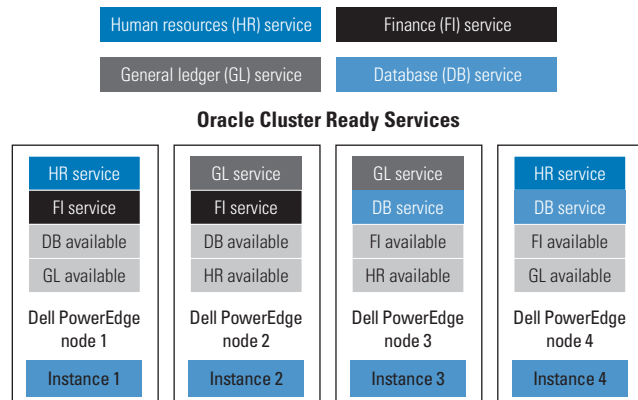 Human resources (HR) service
Finance (FI) service
General ledger (GL) service
Database (DB) service
Oracle Cluster Ready Services
HR service
FI service
DB available
GL available
Dell PowerEdge
node 1
Instance 1
GL service
FI service
DB available
HR available
Dell PowerEdge
node 2
Instance 2
GL service
DB service
FI available
HR available
Dell PowerEdge
node 3
Instance 3
HR service
DB service
FI available
GL available
Dell PowerEdge
node 4
Instance 4